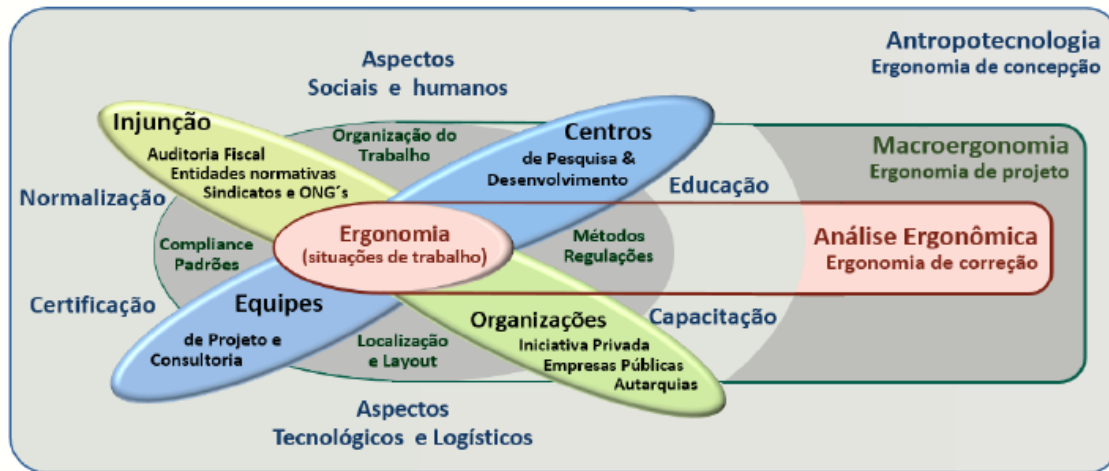 Antropotecnologia
Ergonomia de concepção
Aspectos
Sociais e humanos
Injunção
Auditoria Fiscal
Entidades normativas
Sindicatos e ONG´s
Organização do
Trabalho
Centros
de Pesquisa &
Desenvolvimento
Macroergonomia
Ergonomia de projeto
Normalização
Educação
Ergonomia
(situações de trabalho)
Compliance
Padrões
Métodos
Regulações
Análise Ergonômica
Ergonomia de correção
Certificação
Equipes
de Projeto e
Consultoria
Localização
e Layout
Organizações
Iniciativa Privada
Empresas Públicas
Autarquias
Capacitação
Aspectos
Tecnológicos e Logísticos